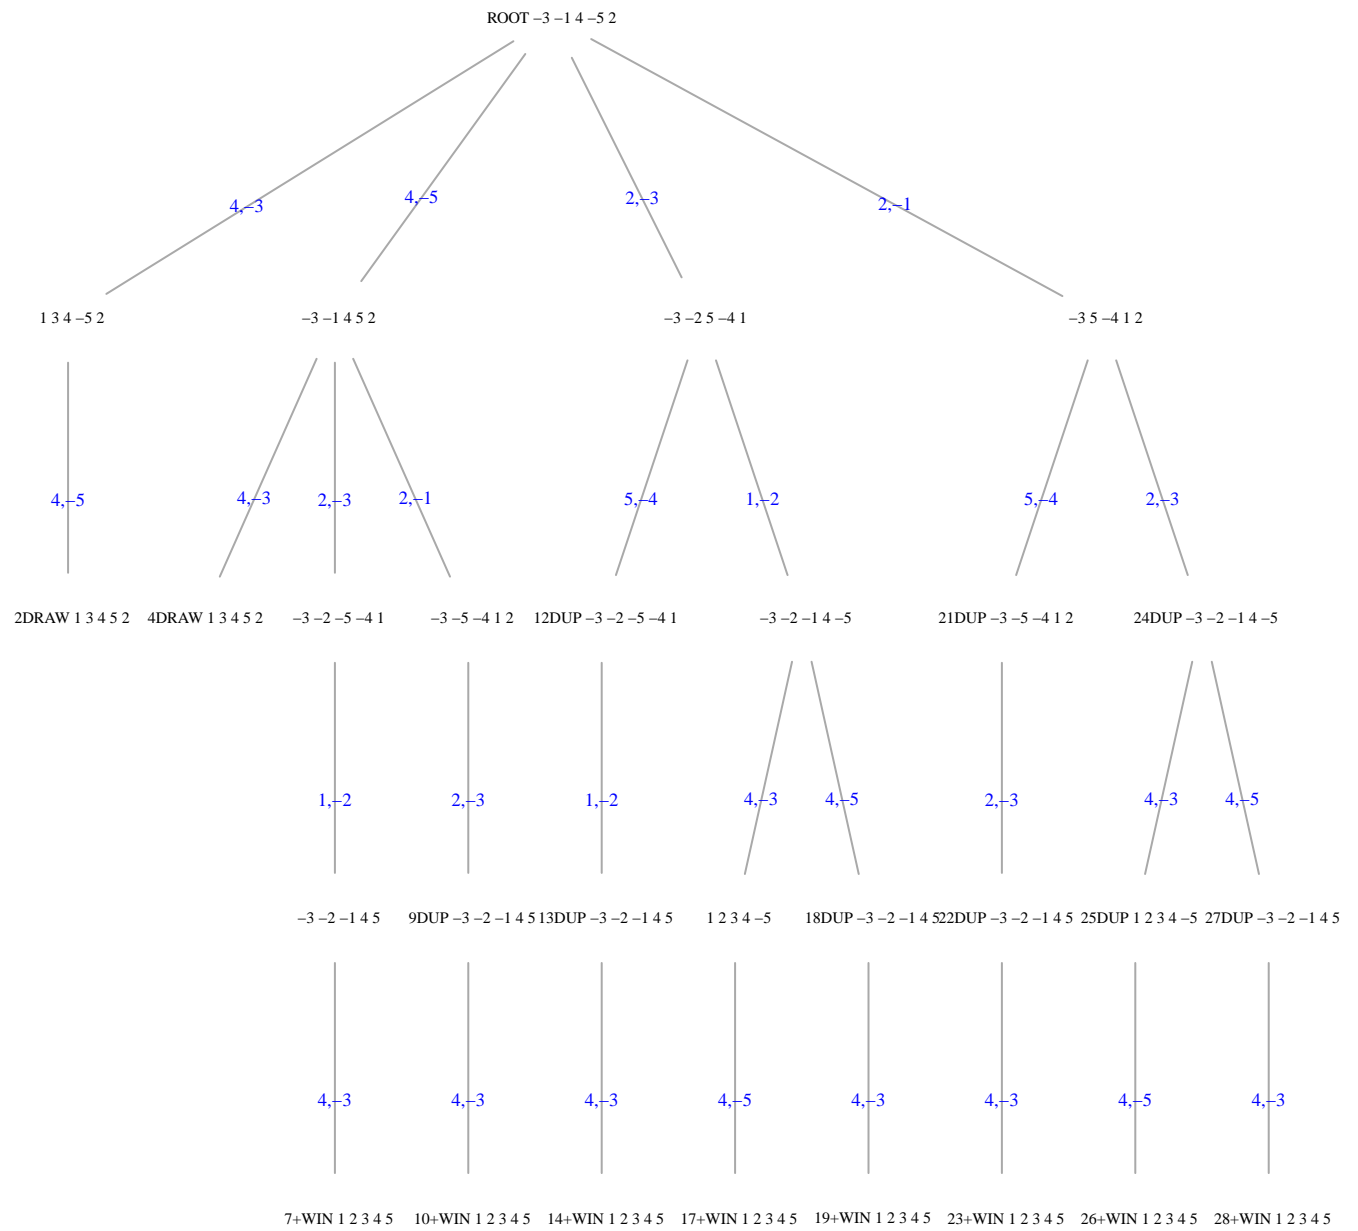 ROOT −3 −1 4 −5 2
4,−3 4,−5 2,−3 2,−1
1 3 4 −5 2 −3 −1 4 5 2 −3 −2 5 −4 1 −3 5 −4 1 2
4,−5 4,−3 2,−3 2,−1 5,−4 1,−2 5,−4 2,−3
2DRAW 1 3 4 5 2 4DRAW 1 3 4 5 2 −3 −2 −5 −4 1 −3 −5 −4 1 2 12DUP −3 −2 −5 −4 1 −3 −2 −1 4 −5 21DUP −3 −5 −4 1 2 24DUP −3 −2 −1 4 −5
1,−2 2,−3 1,−2 4,−3 4,−5 2,−3 4,−3 4,−5
−3 −2 −1 4 5 9DUP −3 −2 −1 4 5 13DUP −3 −2 −1 4 5 1 2 3 4 −5 18DUP −3 −2 −1 4 5 22DUP −3 −2 −1 4 5 25DUP 1 2 3 4 −5 27DUP −3 −2 −1 4 5
4,−3 4,−3 4,−3 4,−5 4,−3 4,−3 4,−5 4,−3
7+WIN 1 2 3 4 5 10+WIN 1 2 3 4 5 14+WIN 1 2 3 4 5 17+WIN 1 2 3 4 5 19+WIN 1 2 3 4 5 23+WIN 1 2 3 4 5 26+WIN 1 2 3 4 5 28+WIN 1 2 3 4 5